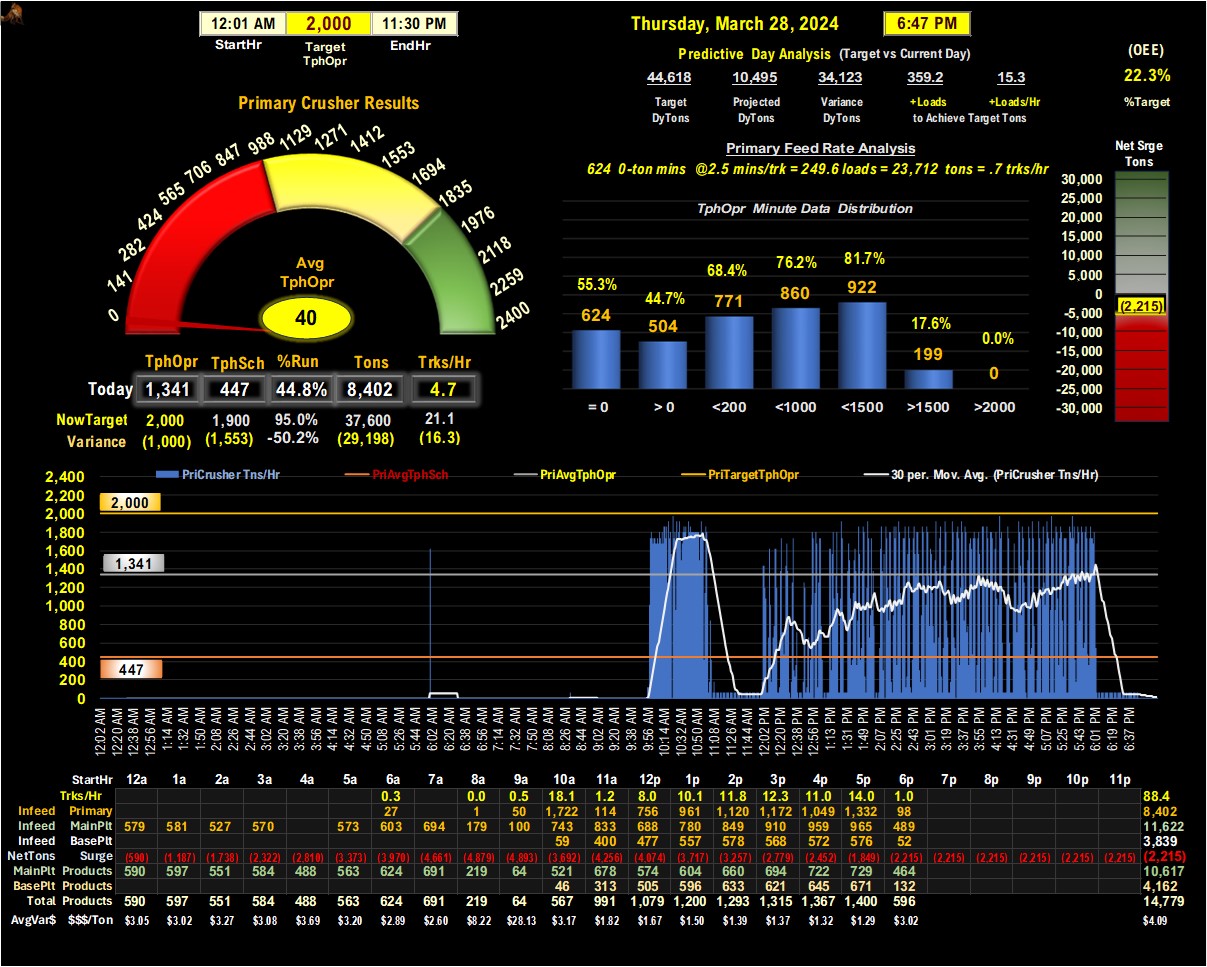 12:01 AM 2,000 11:30 PM
StartHr Target TphOpr EndHr
Thursday, March 28, 2024 6:47 PM
Predictive Day Analysis (Target vs Current Day)
44,618 10,495 34,123 359.2 15.3
Target DyTons Projected DyTons Variance DyTons +Loads +Loads/Hr
to Achieve Target Tons
(OEE)
22.3%
%Target
Primary Crusher Results
0 141 282 424 565 706 847 988 1129 1271 1412 1553 1694 1835 1976 2118 2259 2400
Avg
TphOpr
40
Primary Feed Rate Analysis
624 0-ton mins @2.5 mins/trk = 249.6 loads = 23,712 tons = .7 trks/hr
TphOpr Minute Data Distribution
55.3% 44.7% 68.4% 76.2% 81.7% 17.6% 0.0%
624 504 771 860 922 199 0
= 0 > 0 <200 <1000 <1500 >1500 >2000
Net Srge
Tons
30,000
25,000
20,000
15,000
10,000
5,000
0
(2,215)
-5,000
-10,000
-15,000
-20,000
-25,000
-30,000
TphOpr TphSch %Run Tons Trks/Hr
Today 1,341 447 44.8% 8,402 4.7
NowTarget 2,000 1,900 95.0% 37,600 21.1
Variance (1,000) (1,553) -50.2% (29,198) (16.3)
PriCrusher Tns/Hr PriAvgTphSch PriAvgTphOpr PriTargetTphOpr 30 per. Mov. Avg. (PriCrusher Tns/Hr)
2,400
2,200
2,000
1,800
1,600
1,400
1,200
1,000
800
600
400
200
0
2,000
1,341
447
12:02 AM 12:20 AM 12:38 AM 12:56 AM 1:14 AM 1:32 AM 1:50 AM 2:08 AM 2:26 AM 2:44 AM 3:02 AM 3:20 AM 3:38 AM 3:56 AM 4:14 AM 4:32 AM 4:50 AM 5:08 AM 5:26 AM 5:44 AM 6:02 AM 6:20 AM 6:38 AM 6:56 AM 7:14 AM 7:32 AM 7:50 AM 8:08 AM 8:26 AM 8:44 AM 9:02 AM 9:20 AM 9:38 AM 9:56 AM 10:14 AM 10:32 AM 10:50 AM 11:08 AM 11:26 AM 11:44 AM 12:02 PM 12:20 PM 12:38 PM 12:56 PM 1:13 PM 1:31 PM 1:49 PM 2:07 PM 2:25 PM 2:43 PM 3:01 PM 3:19 PM 3:37 PM 3:55 PM 4:13 PM 4:31 PM 4:49 PM 5:07 PM 5:25 PM 5:43 PM 6:01 PM 6:19 PM 6:37 PM
StartHr 12a 1a 2a 3a 4a 5a 6a 7a 8a 9a 10a 11a 12p 1p 2p 3p 4p 5p 6p 7p 8p 9p 10p 11p
Trks/Hr 0.3 0.0 0.5 18.1 1.2 8.0 10.1 11.8 12.3 11.0 14.0 1.0 88.4
Infeed Primary 27 1 50 1,722 114 756 961 1,120 1,172 1,049 1,332 98 8,402
Infeed MainPlt 579 581 527 570 573 603 694 179 100 743 833 688 780 849 910 959 965 489 11,622
Infeed BasePlt 59 400 477 557 578 568 572 576 52 3,839
NetTons Surge (590) (1,187) (1,738) (2,322) (2,810) (3,373) (3,970) (4,661) (4,879) (4,893) (3,692) (4,256) (4,074) (3,717) (3,257) (2,779) (2,452) (1,849) (2,215) (2,215) (2,215) (2,215) (2,215) (2,215) (2,215)
MainPlt Products 590 597 551 584 488 563 624 691 219 64 521 678 574 604 660 694 722 729 464 10,617
BasePlt Products 46 313 505 596 633 621 645 671 132 4,162
Total Products 590 597 551 584 488 563 624 691 219 64 567 991 1,079 1,200 1,293 1,315 1,367 1,400 596 14,779
AvgVar$ $$$/Ton $3.05 $3.02 $3.27 $3.08 $3.69 $3.20 $2.89 $2.60 $8.22 $28.13 $3.17 $1.82 $1.67 $1.50 $1.39 $1.37 $1.32 $1.29 $3.02 $4.09